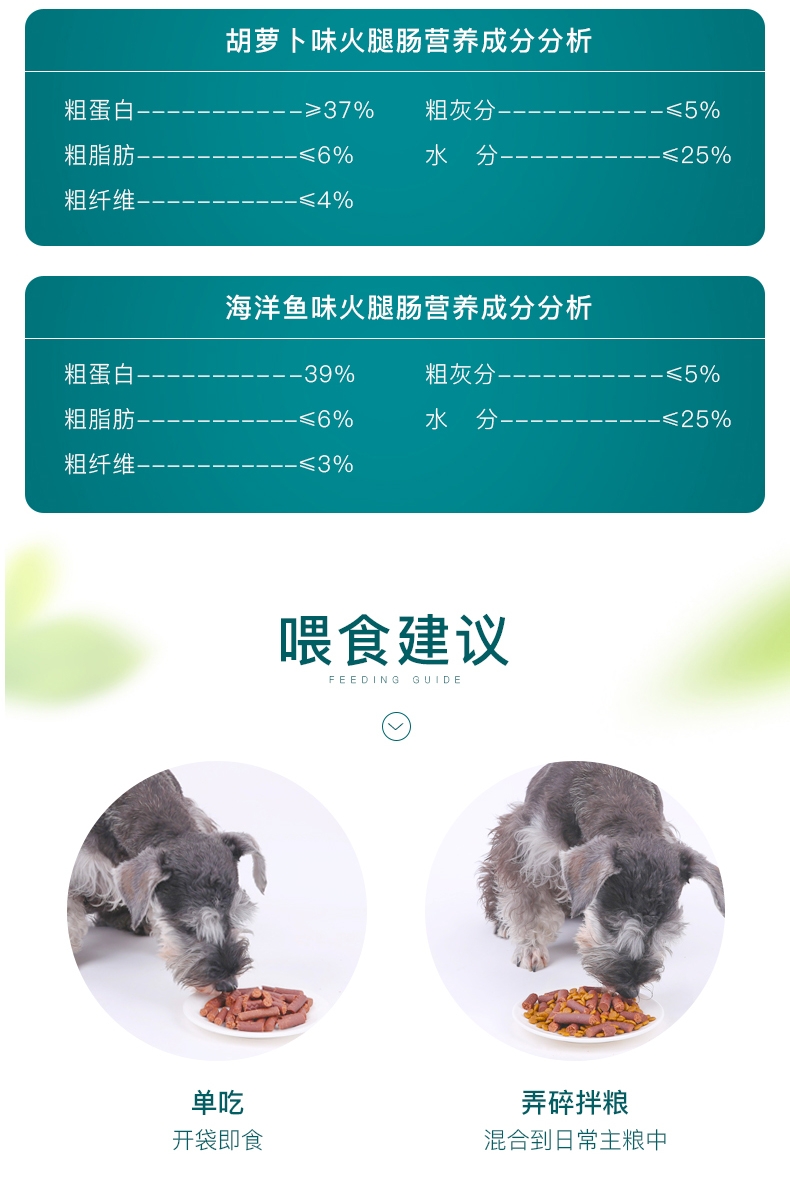 胡萝卜味火腿肠营养成分分析
粗蛋白-----------⩾37%
粗灰分-----------⩽5%
粗脂肪-----------⩽6%
水 分-----------⩽25%
粗纤维-----------⩽4%
海洋鱼味火腿肠营养成分分析
粗蛋白-----------39%
粗灰分-----------⩽5%
粗脂肪-----------⩽6%
水 分-----------⩽25%
粗纤维-----------⩽3%
喂食建议
FEEDING GUIDE
单吃
开袋即食
弄碎拌粮
混合到日常主粮中